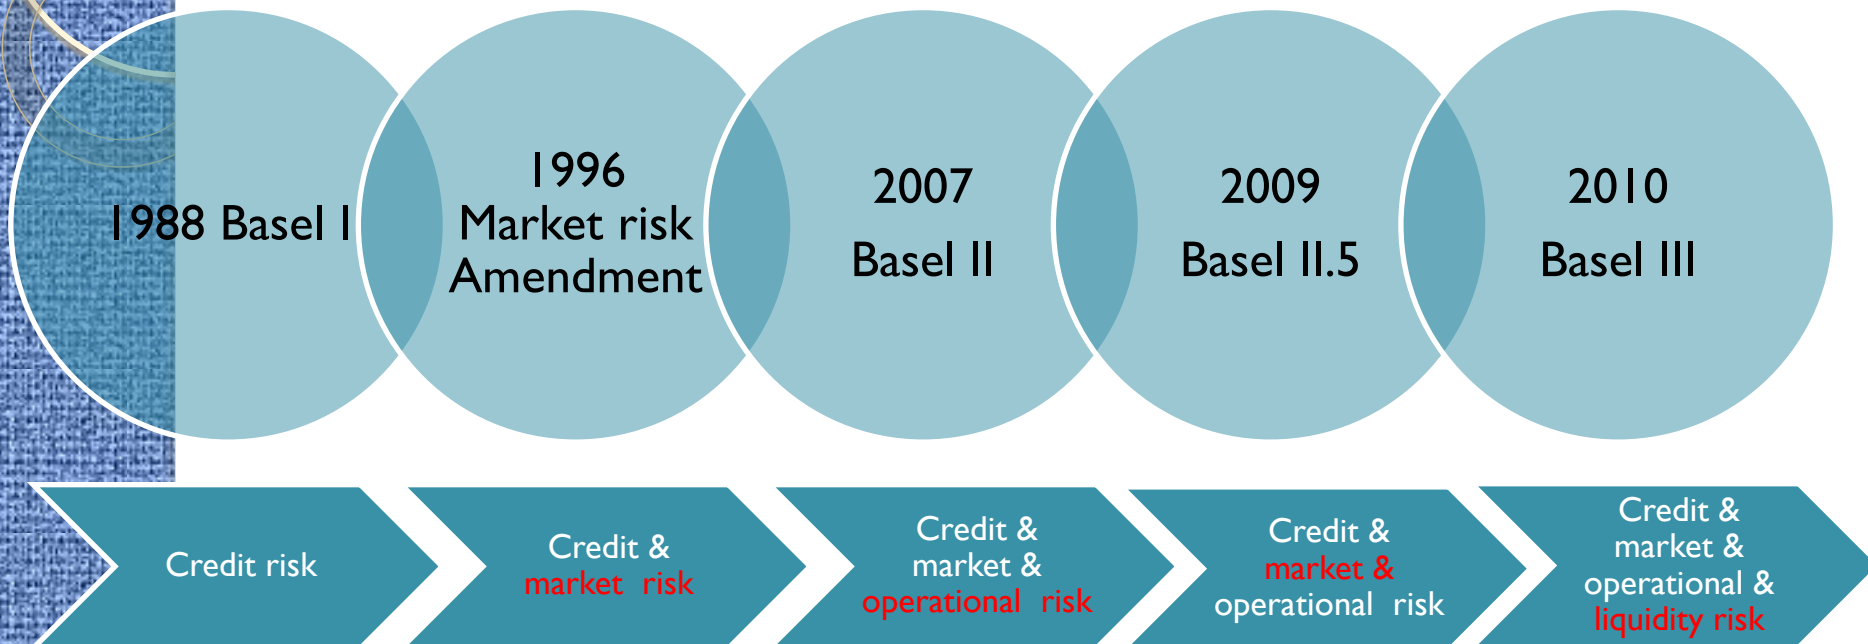 1988 Basel I
1996
Market risk
Amendment
2007
Basel II
2009
Basel II.5
2010
Basel III
Credit risk
Credit &
market risk
Credit &
market &
operational risk
Credit &
market &
operational risk
Credit &
market &
operational &
liquidity risk